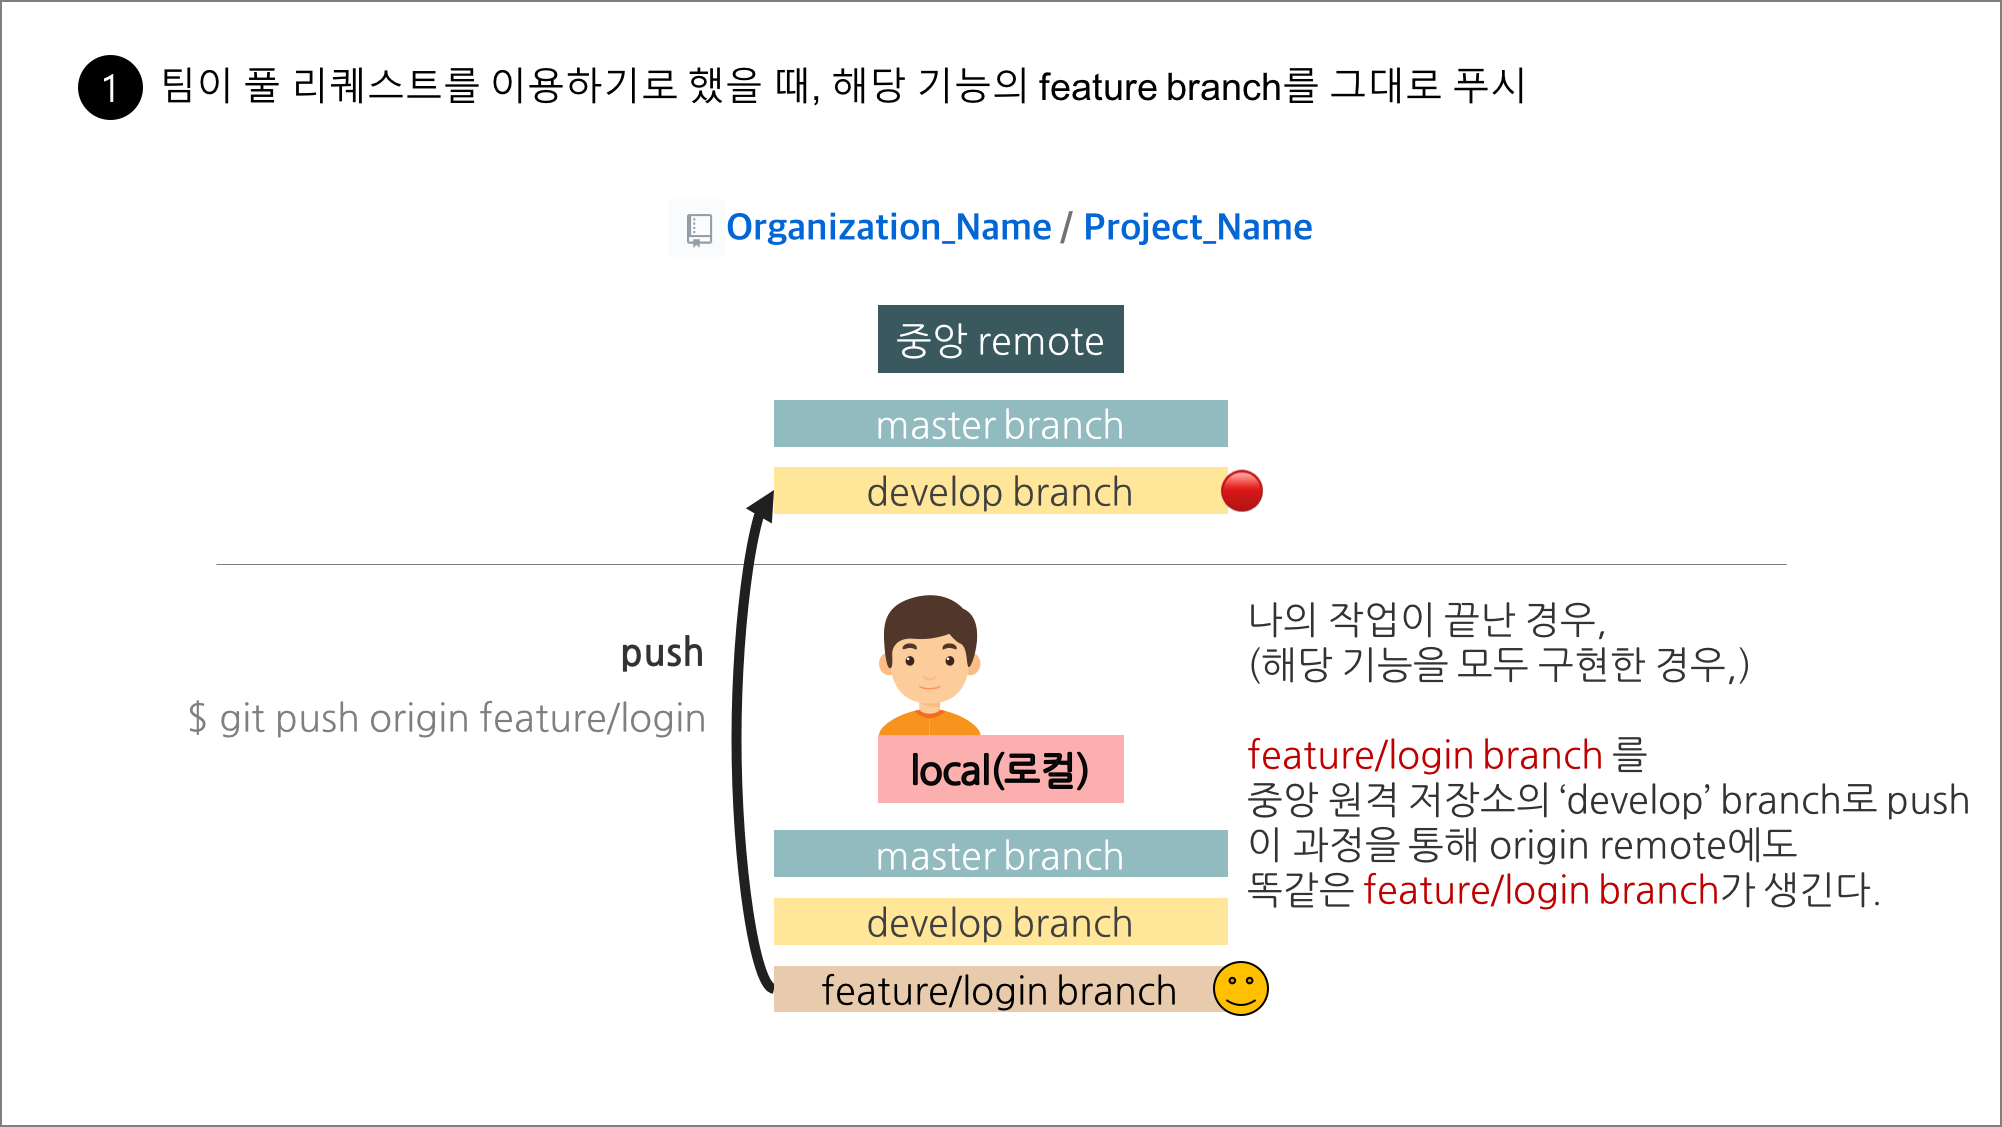 1 팀이 풀 리퀘스트를 이용하기로 했을 때, 해당 기능의 feature branch를 그대로 푸시
Organization_Name / Project_Name
중앙 remote
master branch
develop branch
push
$ git push origin feature/login
local(로컬)
master branch
develop branch
feature/login branch
나의 작업이 끝난 경우,
(해당 기능을 모두 구현한 경우,)
feature/login branch 를
중앙 원격 저장소의 ‘develop’ branch로 push
이 과정을 통해 origin remote에도
똑같은 feature/login branch가 생긴다.